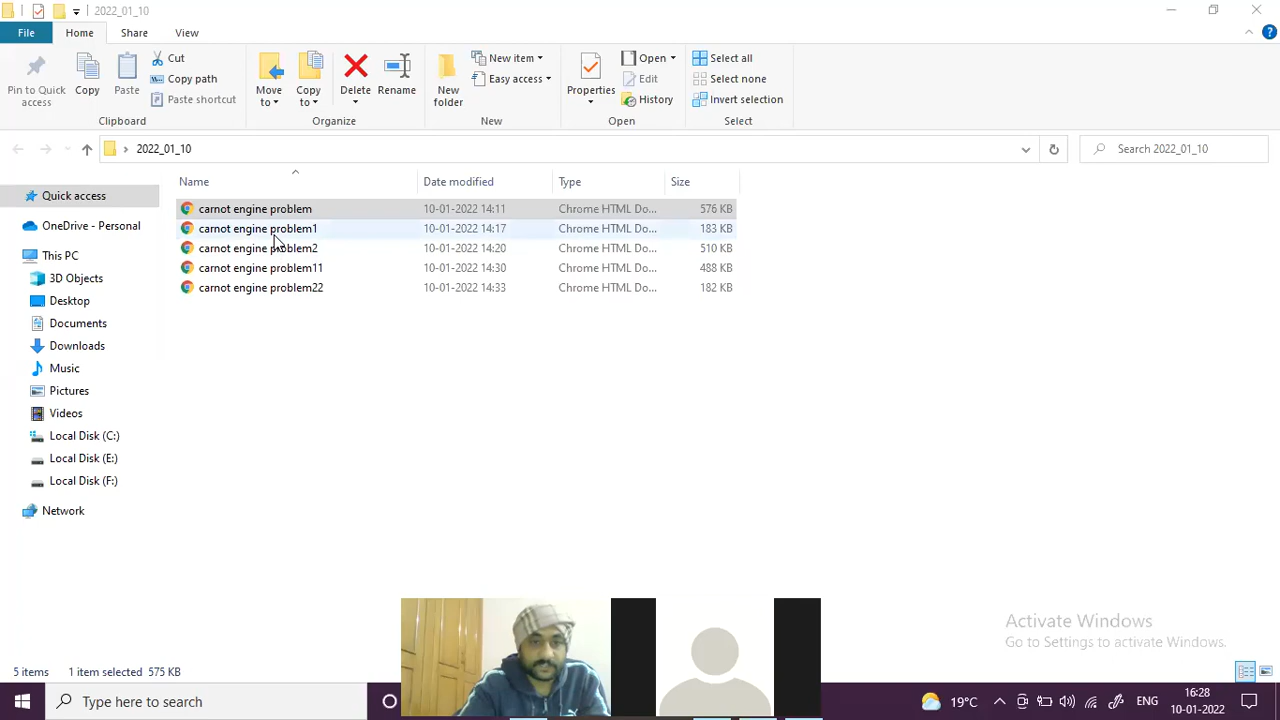 2022_01_10
File Home Share View
Pin to Quick access
Copy
Paste
Cut
Copy path
Paste shortcut
Clipboard
Move to
Copy to
Delete
Rename
Organize
New folder
New item
Easy access
New
Properties
Open
Edit
History
Open
Select all
Select none
Invert selection
Select
2022_01_10
Search 2022_01_10
Name Date modified Type Size
carnot engine problem 10-01-2022 14:11 Chrome HTML Do... 576 KB
carnot engine problem1 10-01-2022 14:17 Chrome HTML Do... 183 KB
carnot engine problem2 10-01-2022 14:20 Chrome HTML Do... 510 KB
carnot engine problem11 10-01-2022 14:30 Chrome HTML Do... 488 KB
carnot engine problem22 10-01-2022 14:33 Chrome HTML Do... 182 KB
Quick access
OneDrive - Personal
This PC
3D Objects
Desktop
Documents
Downloads
Music
Pictures
Videos
Local Disk (C:)
Local Disk (E:)
Local Disk (F:)
Network
Activate Windows
Go to Settings to activate Windows.
5 items 1 item selected 575 KB
Type here to search
19°C
ENG
16:28
10-01-2022